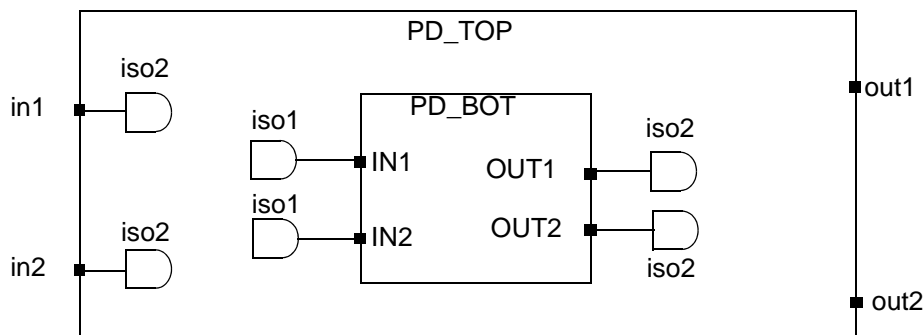 PD_TOP
iso2
in1
out1
PD_BOT
iso1
iso2
IN1
OUT1
iso1
IN2
OUT2
iso2
in2
iso2
out2